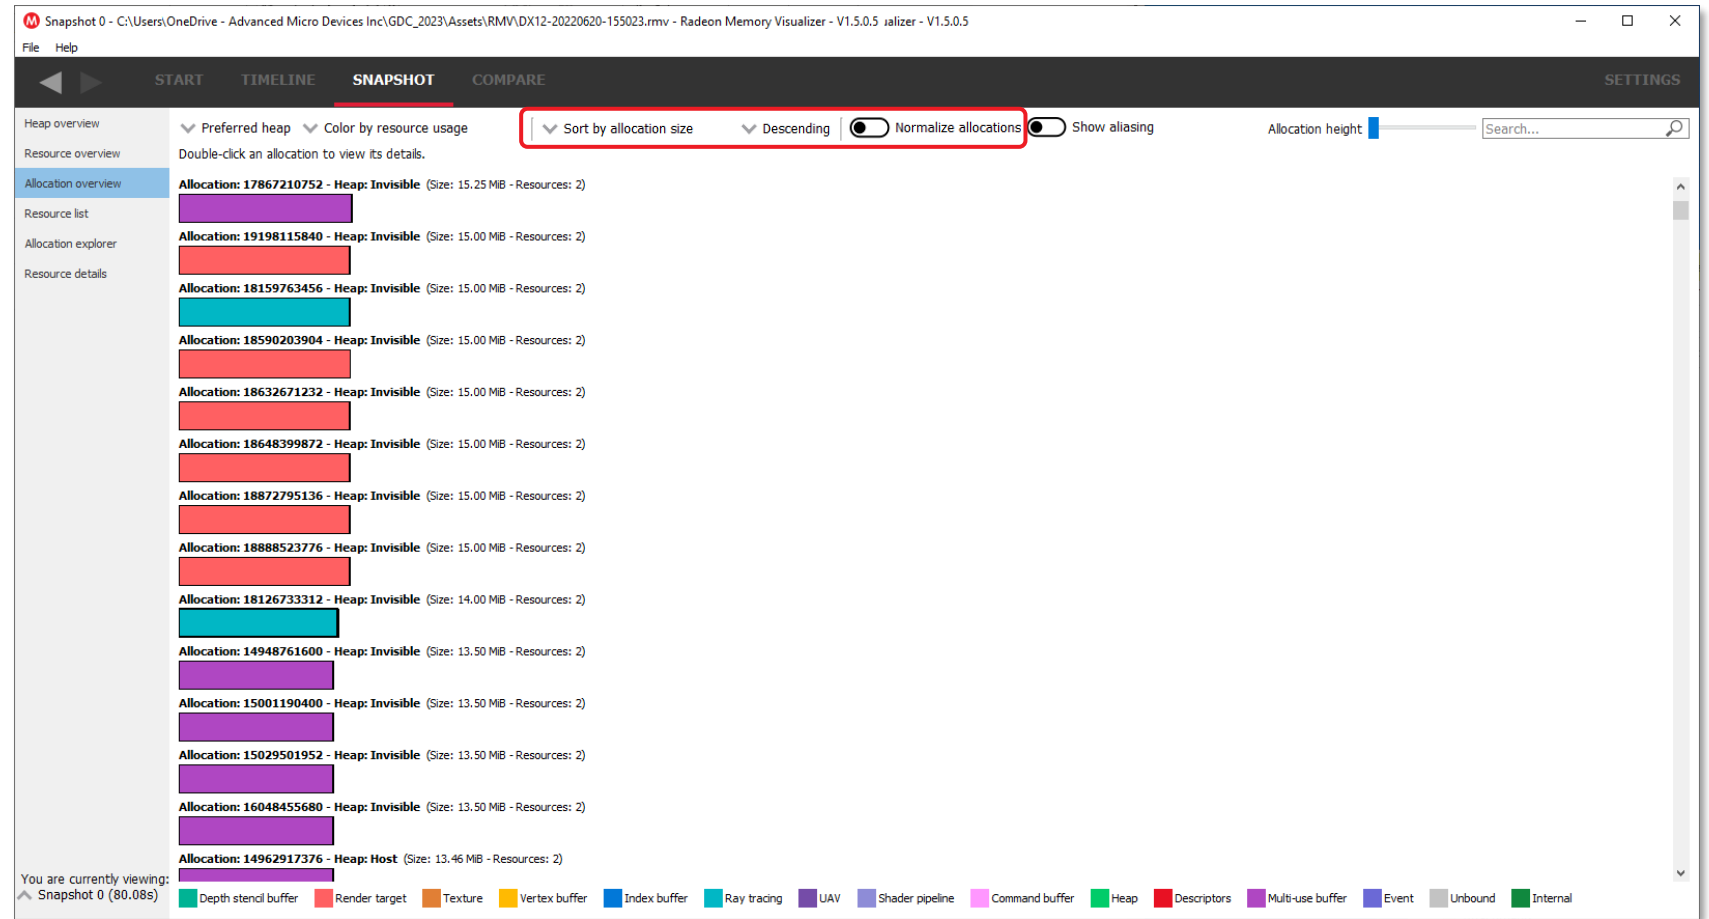 Snapshot 0 - C:\Users\OneDrive - Advanced Micro Devices Inc\GDC_2023\Assets\RMV\DX12-20220620-155023.rmv - Radeon Memory Visualizer - V1.5.0.5 ıalizer - V1.5.0.5
File Help
START TIMELINE SNAPSHOT COMPARE SETTINGS
Heap overview
Resource overview
Allocation overview
Resource list
Allocation explorer
Resource details
Preferred heap Color by resource usage Sort by allocation size Descending Normalize allocations Show aliasing Allocation height Search...
Double-click an allocation to view its details.
Allocation: 17867210752 - Heap: Invisible (Size: 15.25 MiB - Resources: 2)
Allocation: 19198115840 - Heap: Invisible (Size: 15.00 MiB - Resources: 2)
Allocation: 18159763456 - Heap: Invisible (Size: 15.00 MiB - Resources: 2)
Allocation: 18590203904 - Heap: Invisible (Size: 15.00 MiB - Resources: 2)
Allocation: 18632671232 - Heap: Invisible (Size: 15.00 MiB - Resources: 2)
Allocation: 18648399872 - Heap: Invisible (Size: 15.00 MiB - Resources: 2)
Allocation: 18872795136 - Heap: Invisible (Size: 15.00 MiB - Resources: 2)
Allocation: 18888523776 - Heap: Invisible (Size: 15.00 MiB - Resources: 2)
Allocation: 18126733312 - Heap: Invisible (Size: 14.00 MiB - Resources: 2)
Allocation: 14948761600 - Heap: Invisible (Size: 13.50 MiB - Resources: 2)
Allocation: 15001190400 - Heap: Invisible (Size: 13.50 MiB - Resources: 2)
Allocation: 15029501952 - Heap: Invisible (Size: 13.50 MiB - Resources: 2)
Allocation: 16048455680 - Heap: Invisible (Size: 13.50 MiB - Resources: 2)
Allocation: 14962917376 - Heap: Host (Size: 13.46 MiB - Resources: 2)
You are currently viewing:
Snapshot 0 (80.08s)
Depth stencil buffer Render target Texture Vertex buffer Index buffer Ray tracing UAV Shader pipeline Command buffer Heap Descriptors Multi-use buffer Event Unbound Internal